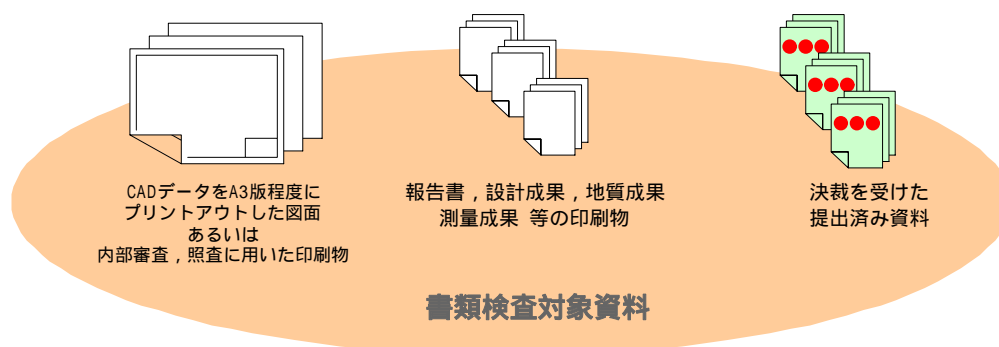 CADデータをA3版程度に
プリントアウトした図面
あるいは
内部審査，照査に用いた印刷物
報告書，設計成果，地質成果
測量成果 等の印刷物
決裁を受けた
提出済み資料
書類検査対象資料